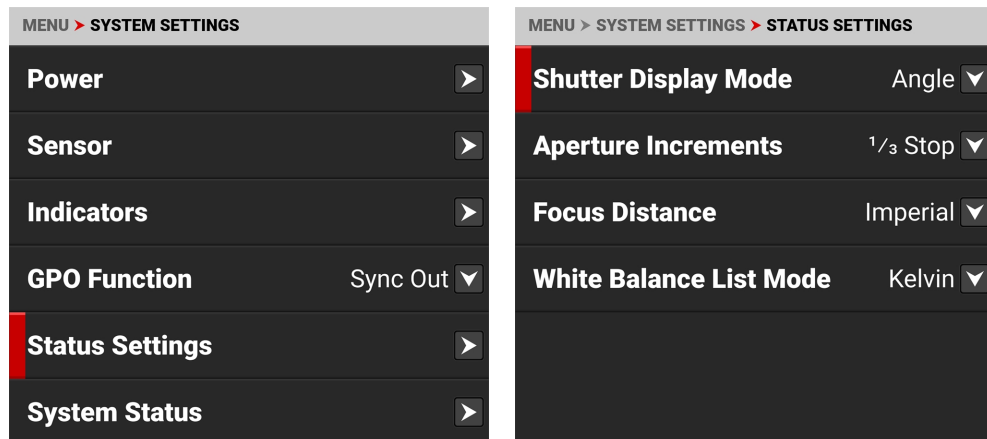 MENU ➤ SYSTEM SETTINGS
Power
Sensor
Indicators
GPO Function Sync Out
Status Settings
System Status
MENU ➤ SYSTEM SETTINGS ➤ STATUS SETTINGS
Shutter Display Mode Angle
Aperture Increments ¹/₃ Stop
Focus Distance Imperial
White Balance List Mode Kelvin